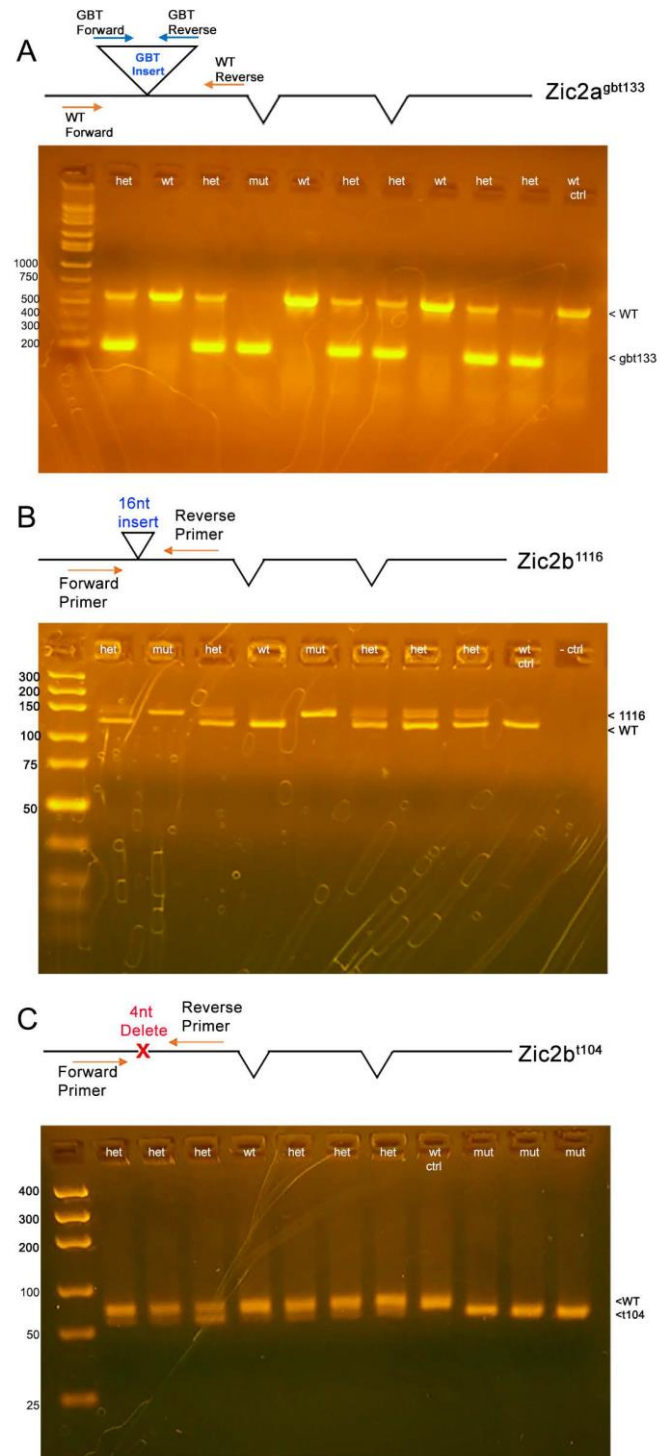 A
GBT
Forward
GBT
Reverse
GBT
Insert
WT
Reverse
WT
Forward
Zic2a^gbt133
het wt het mut wt het het wt het het wt
ctrl
1000
750
500
400
300
200
< WT
< gbt133
B
16nt
insert
Reverse
Primer
Forward
Primer
Zic2b^1116
het mut het wt mut het het het wt
ctrl - ctrl
300
200
150
100
75
50
< 1116
< WT
C
4nt
Delete
X
Reverse
Primer
Forward
Primer
Zic2b^t104
het het het wt het het het wt
ctrl mut mut mut
400
300
200
100
50
25
<WT
<t104